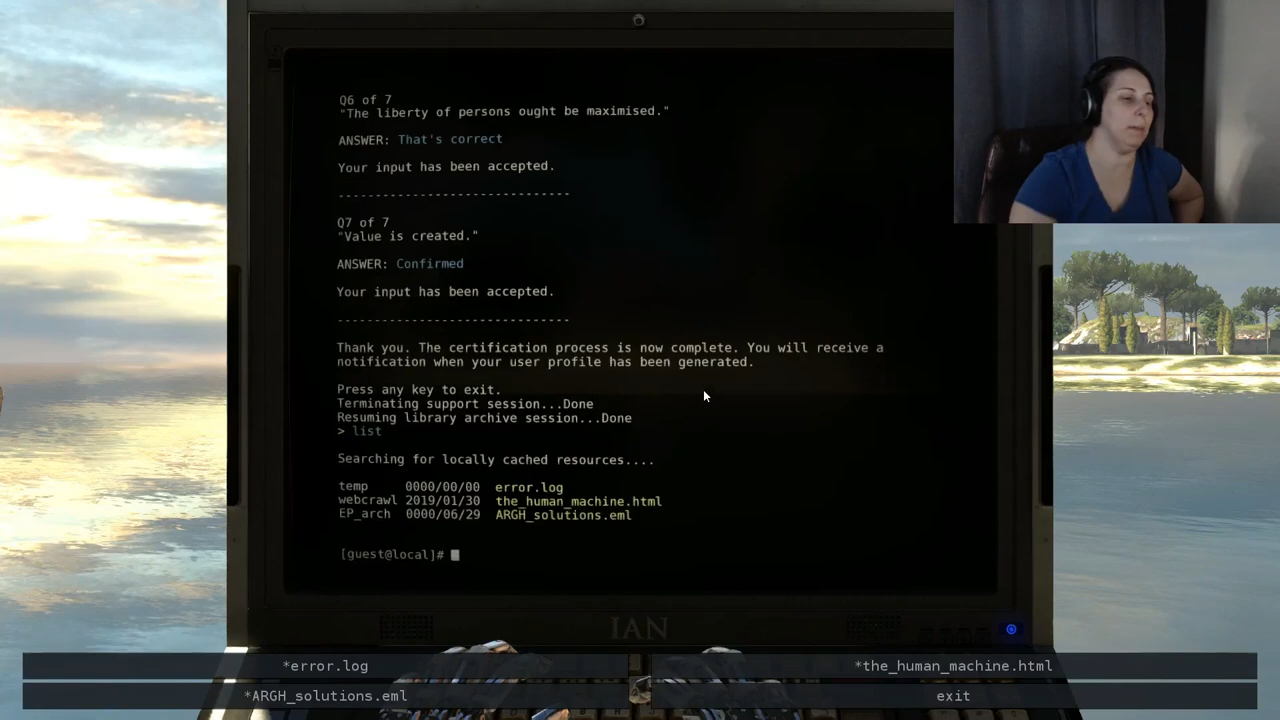 Q6 of 7
"The liberty of persons ought be maximised."
ANSWER: That's correct
Your input has been accepted.
------------------------------
Q7 of 7
"Value is created."
ANSWER: Confirmed
Your input has been accepted.
------------------------------
Thank you. The certification process is now complete. You will receive a
notification when your user profile has been generated.
Press any key to exit.
Terminating support session...Done
Resuming library archive session...Done
> list
Searching for locally cached resources....
temp 0000/00/00 error.log
webcrawl 2019/01/30 the_human_machine.html
EP_arch 0000/06/29 ARGH_solutions.eml
[guest@local]#
IAN
*error.log
*the_human_machine.html
*ARGH_solutions.eml
exit